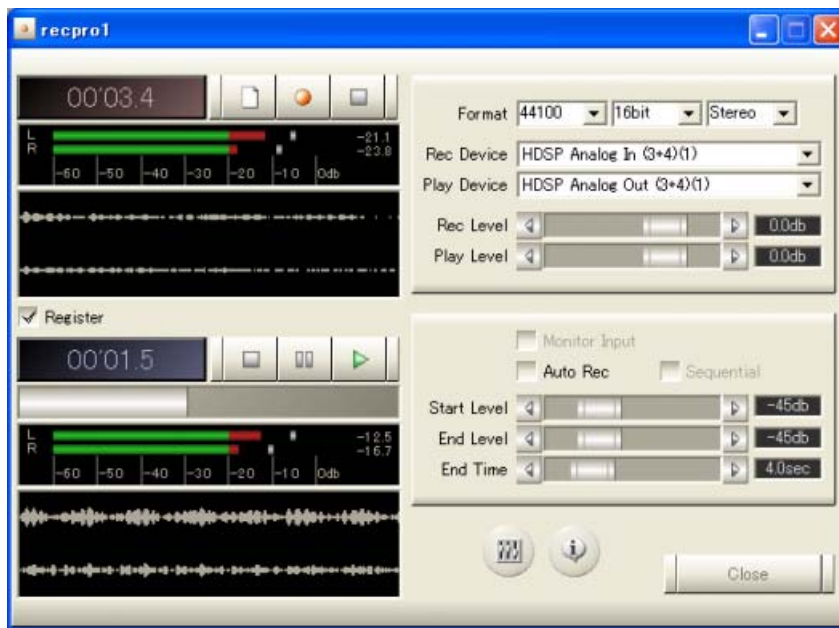 recpro1
00'03.4
L
R
-21.1
-23.8
-60 -50 -40 -30 -20 -10 0db
Register
00'01.5
L
R
-12.5
-16.7
-60 -50 -40 -30 -20 -10 0db
Format 44100 16bit Stereo
Rec Device HDSP Analog In (3+4)(1)
Play Device HDSP Analog Out (3+4)(1)
Rec Level 0.0db
Play Level 0.0db
Monitor Input
Auto Rec Sequential
Start Level -45db
End Level -45db
End Time 4.0sec
Close